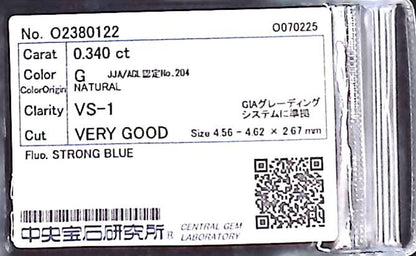 No. O2380122 O070225
Carat 0.340 ct
Color G JJA/AGL認定No.204
ColorOrigin NATURAL
Clarity VS-1 GIAグレーディング
システムに準拠
Cut VERY GOOD Size 4.56 - 4.62 × 2.67 mm
Fluo. STRONG BLUE
中央宝石研究所® CENTRAL GEM
LABORATORY